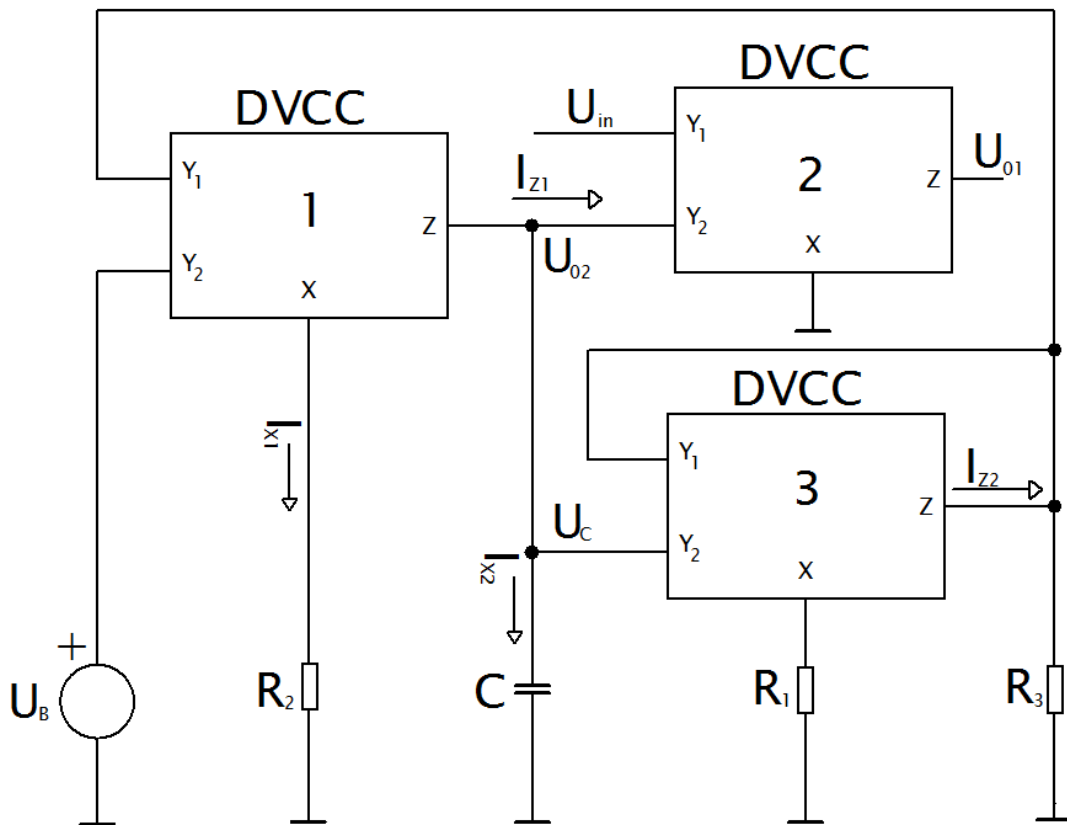 DVCC
DVCC
Uin
Y1
2
Z
U01
Y1
1
Z
IZ1
Y2
X
Y2
X
U02
DVCC
Y1
3
IZ2
Z
IX1
UC
Y2
X
IX2
+
UB
R2
C
R1
R3